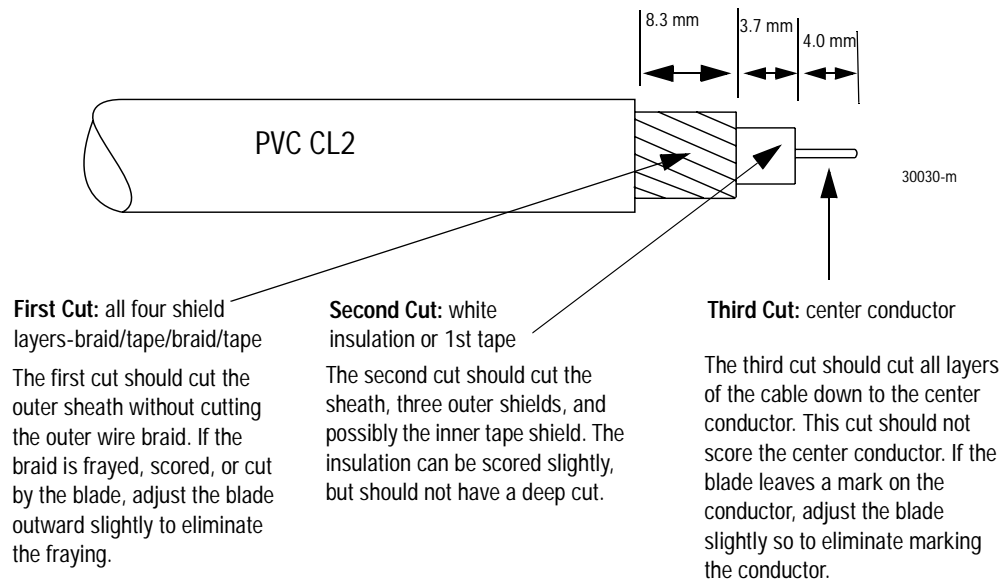 8.3 mm
3.7 mm
4.0 mm
PVC CL2
30030-m
First Cut: all four shield
layers-braid/tape/braid/tape
The first cut should cut the
outer sheath without cutting
the outer wire braid. If the
braid is frayed, scored, or cut
by the blade, adjust the blade
outward slightly to eliminate
the fraying.
Second Cut: white
insulation or 1st tape
The second cut should cut the
sheath, three outer shields, and
possibly the inner tape shield. The
insulation can be scored slightly,
but should not have a deep cut.
Third Cut: center conductor
The third cut should cut all layers
of the cable down to the center
conductor. This cut should not
score the center conductor. If the
blade leaves a mark on the
conductor, adjust the blade
slightly so to eliminate marking
the conductor.